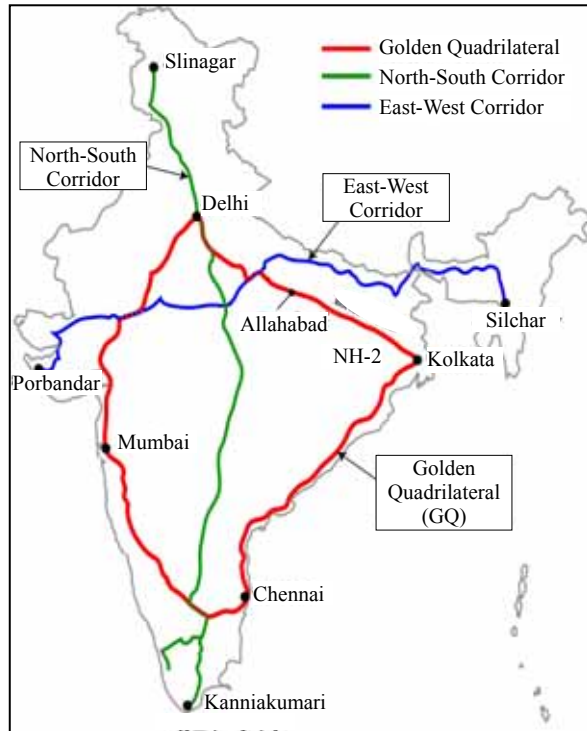 Slinagar
Golden Quadrilateral
North-South Corridor
East-West Corridor
North-South
Corridor
Delhi
East-West
Corridor
Allahabad
Silchar
NH-2
Kolkata
Porbandar
Mumbai
Golden
Quadrilateral
(GQ)
Chennai
Kanniakumari